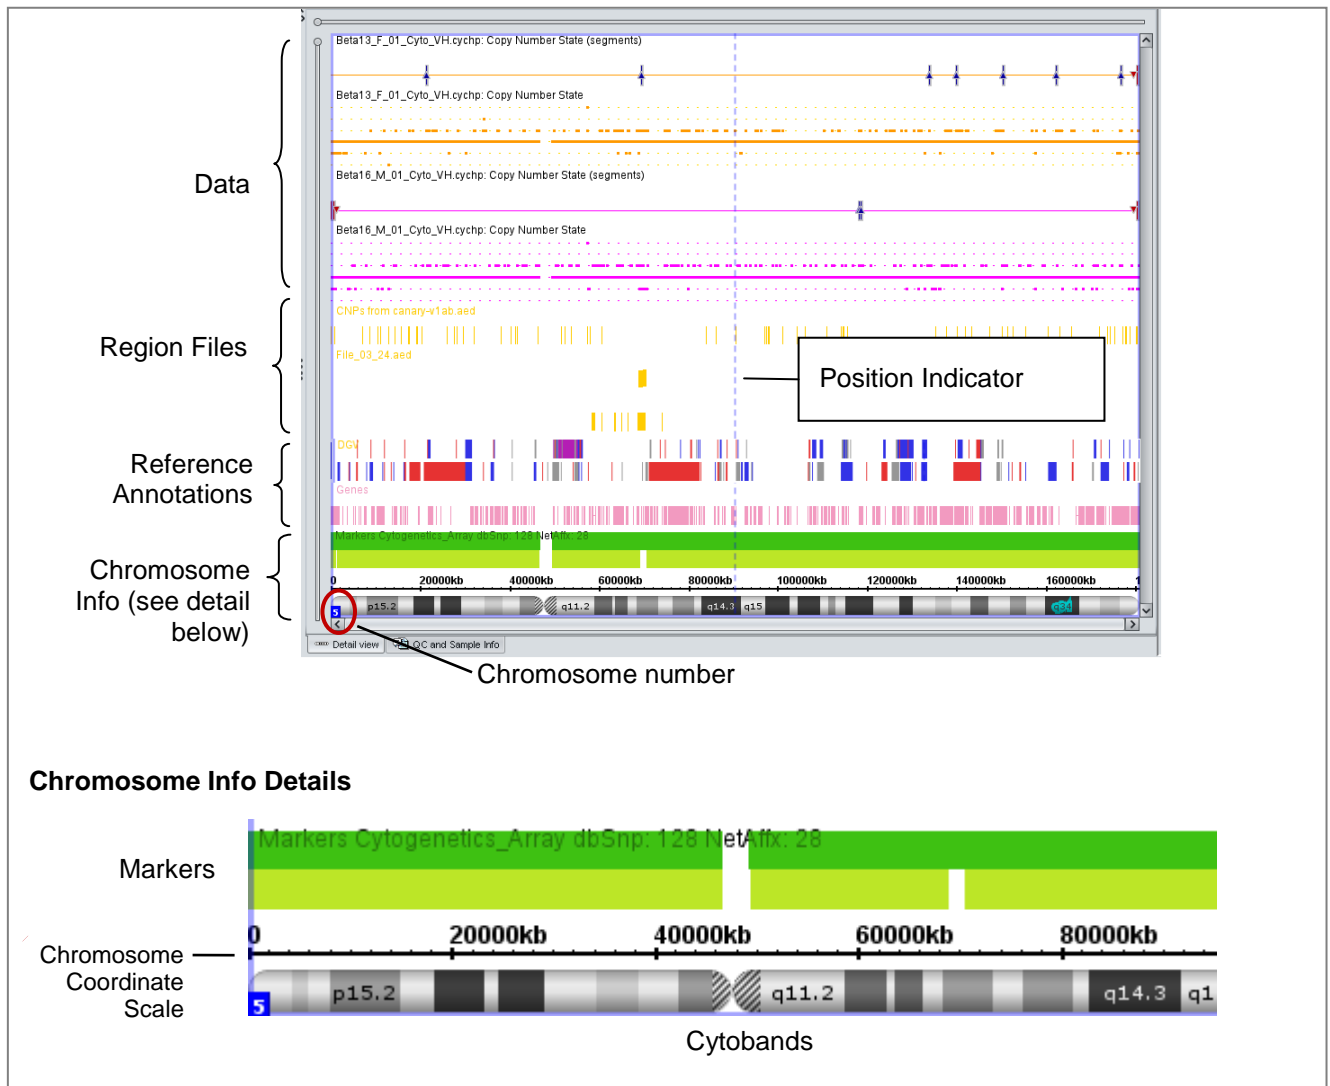 Beta13_F_01_Cyto_VH.cychp: Copy Number State (segments)
Beta13_F_01_Cyto_VH.cychp: Copy Number State
Data
Beta16_M_01_Cyto_VH.cychp: Copy Number State (segments)
Beta16_M_01_Cyto_VH.cychp: Copy Number State
Region Files
CNPs from canary-v1ab.aed
File_03_24.aed
Position Indicator
Reference
Annotations
DGV
Genes
Chromosome
Info (see detail
below)
Markers Cytogenetics_Array dbSnp: 128 NetAffx: 28
0 20000kb 40000kb 60000kb 80000kb 100000kb 120000kb 140000kb 160000kb 1
5 p15.2 q11.2 q14.3 q15 q34
Detail view QC and Sample Info
Chromosome number
Chromosome Info Details
Markers
Markers Cytogenetics_Array dbSnp: 128 NetAffx: 28
0 20000kb 40000kb 60000kb 80000kb
Chromosome
Coordinate
Scale
5 p15.2 q11.2 q14.3 q1
Cytobands